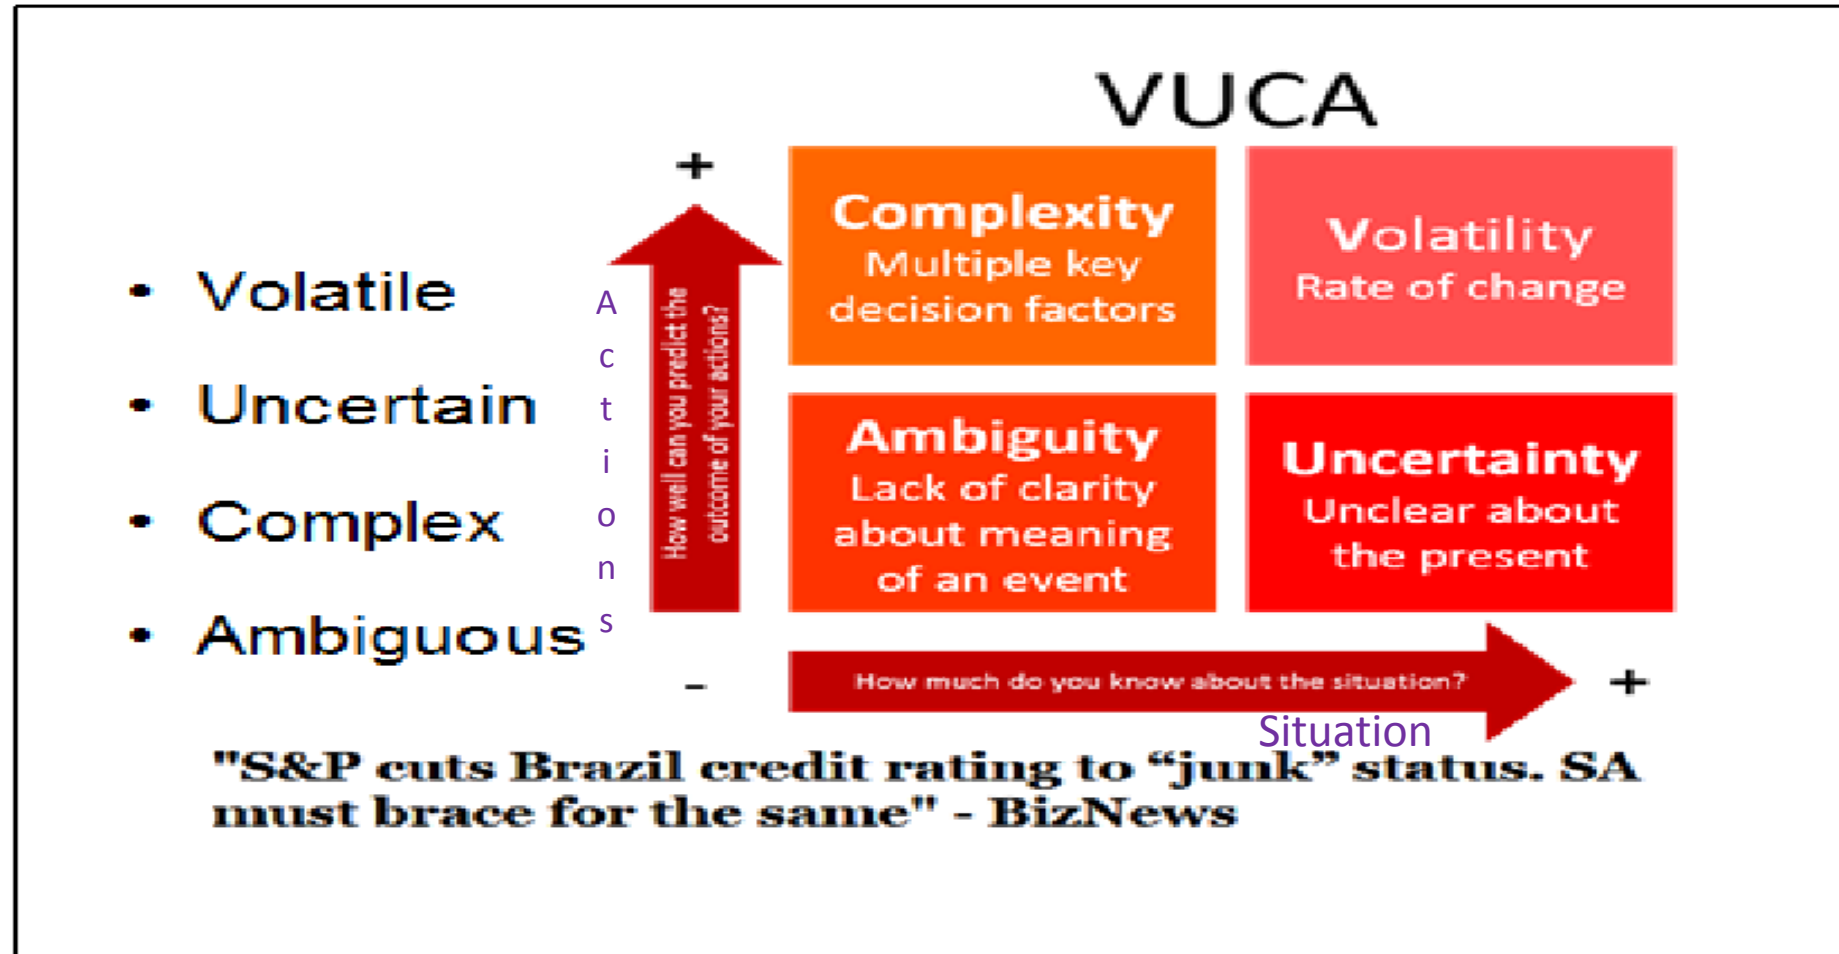 VUCA
• Volatile
• Uncertain
• Complex
• Ambiguous
Actions
+
How well can you predict the
outcome of your actions?
-
Complexity
Multiple key
decision factors
Volatility
Rate of change
Ambiguity
Lack of clarity
about meaning
of an event
Uncertainty
Unclear about
the present
How much do you know about the situation?
+
Situation
"S&P cuts Brazil credit rating to “junk” status. SA
must brace for the same" - BizNews